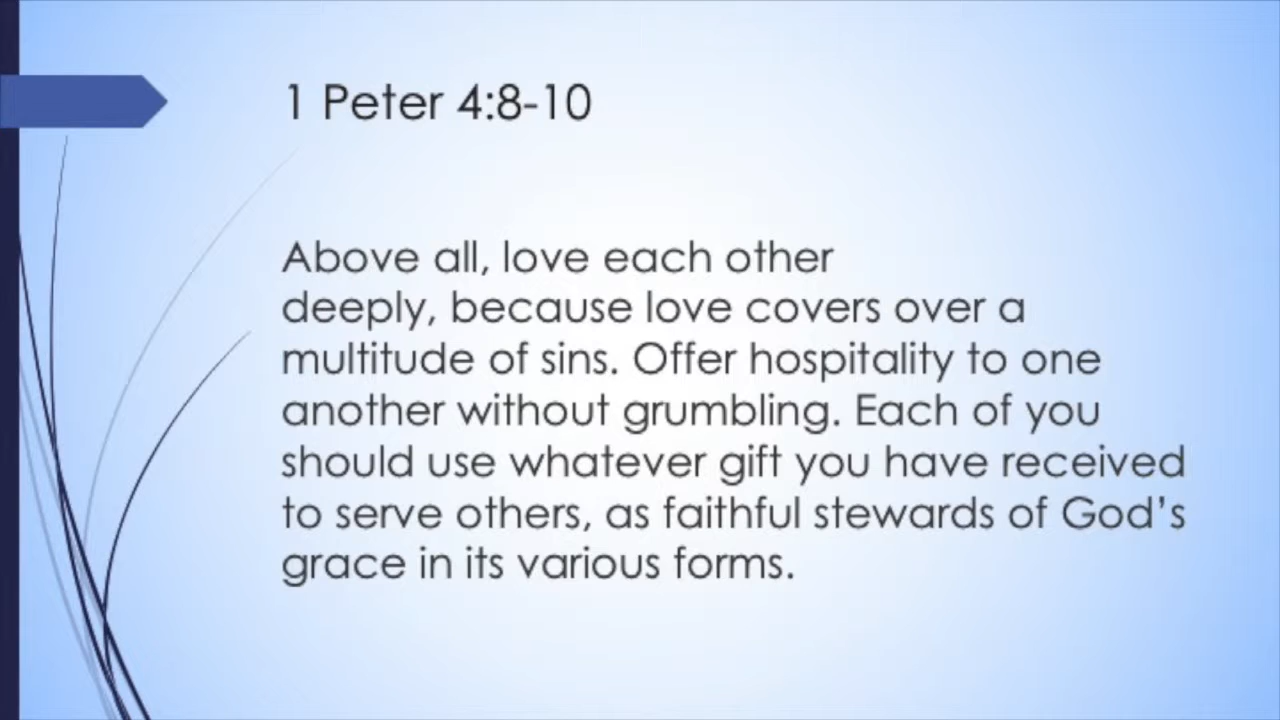 1 Peter 4:8-10
Above all, love each other
deeply, because love covers over a
multitude of sins. Offer hospitality to one
another without grumbling. Each of you
should use whatever gift you have received
to serve others, as faithful stewards of God’s
grace in its various forms.